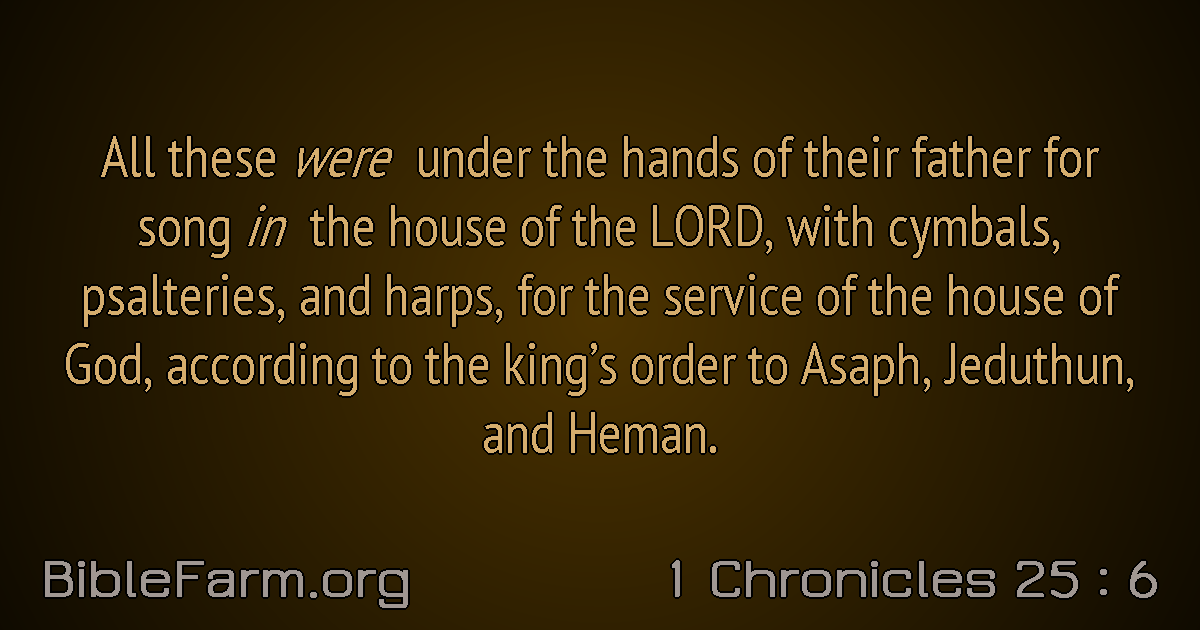 All these were under the hands of their father for
song in the house of the LORD, with cymbals,
psalteries, and harps, for the service of the house of
God, according to the king’s order to Asaph, Jeduthun,
and Heman.
BibleFarm.org
1 Chronicles 25 : 6